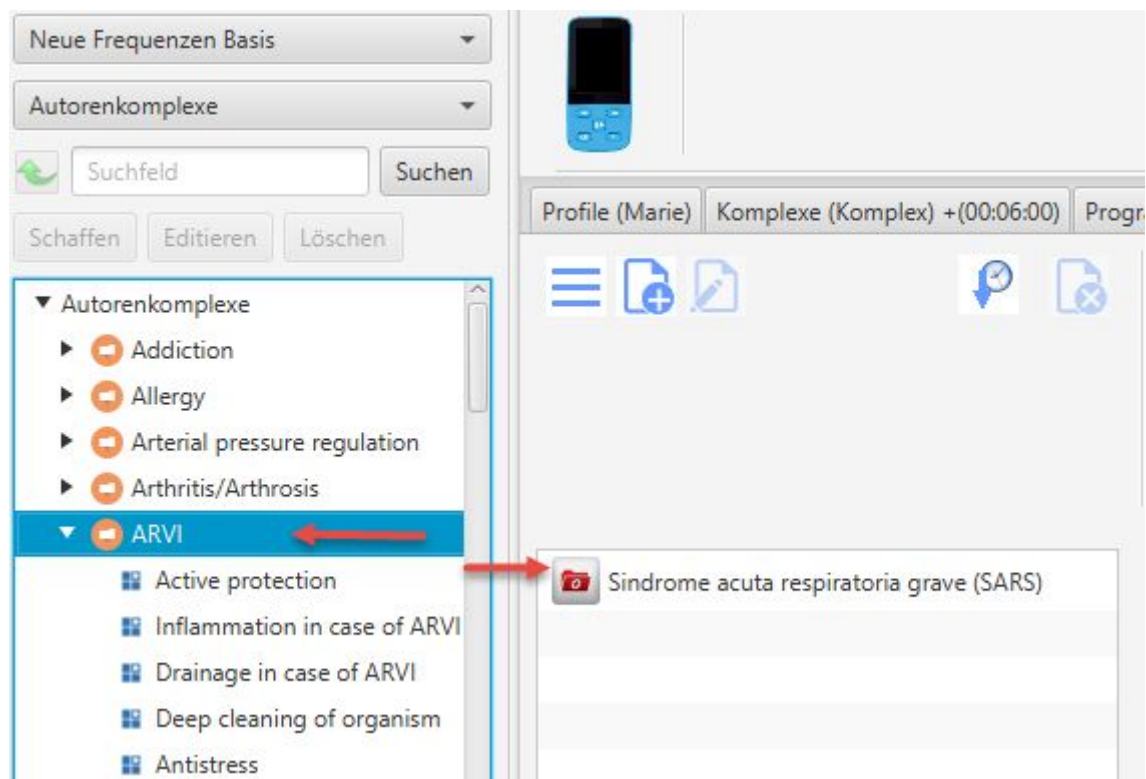 Neue Frequenzen Basis
Autorenkomplexe
Suchfeld
Suchen
Schaffen
Editieren
Löschen
Autorenkomplexe
Addiction
Allergy
Arterial pressure regulation
Arthritis/Arthrosis
ARVI
Active protection
Inflammation in case of ARVI
Drainage in case of ARVI
Deep cleaning of organism
Antistress
Profile (Marie)
Komplexe (Komplex) +(00:06:00)
Progr
Sindrome acuta respiratoria grave (SARS)